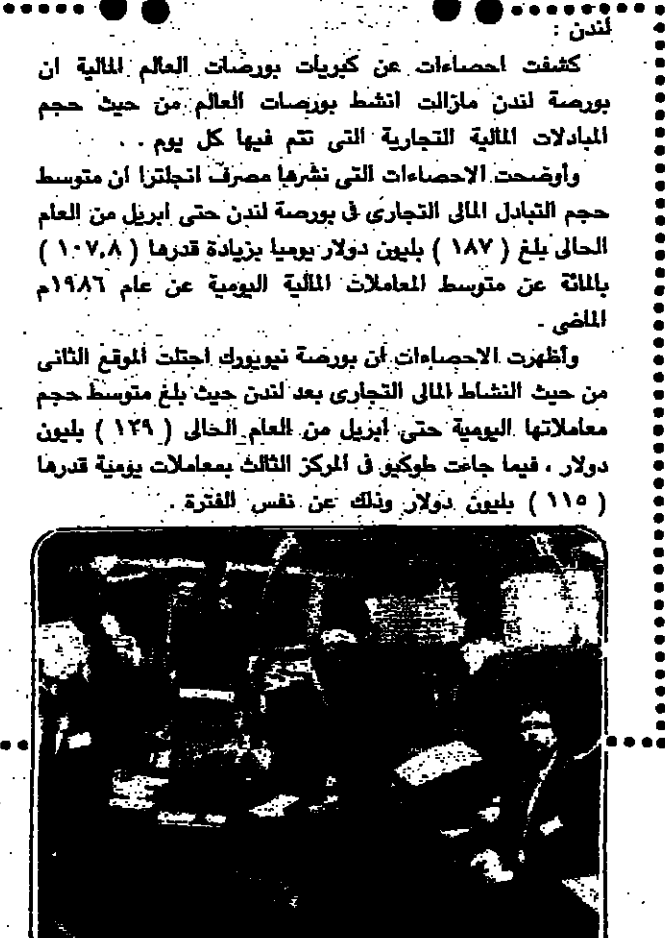 لندن :
كشفت احصاءات عن كبريات بورصات العالم المالية ان
بورصة لندن مازالت انشط بورصات العالم من حيث حجم
المبادلات المالية التجارية التى تتم فيها كل يوم . .
وأوضحت الاحصاءات التى نشرها مصرف انجلترا ان متوسط
حجم التبادل المالى التجارى فى بورصة لندن حتى ابريل من العام
الحالى بلغ ( ١٨٧ ) بليون دولار يوميا بزيادة قدرها ( ١٠٧,٨ )
بالمائة عن متوسط المعاملات المالية اليومية عن عام ١٩٨٦م
الماضى -
وأظهرت الاحصاءات ان بورصة نيويورك احتلت الموقع الثانى
من حيث النشاط المالى التجارى بعد لندن حيث بلغ متوسط حجم
معاملاتها اليومية حتى ابريل من العام الحالى ( ١٢٩ ) بليون
دولار ، فيما جاءت طوكيو فى المركز الثالث بمعاملات يومية قدرها
( ١١٥ ) بليون دولار وذلك عن نفس الفترة .